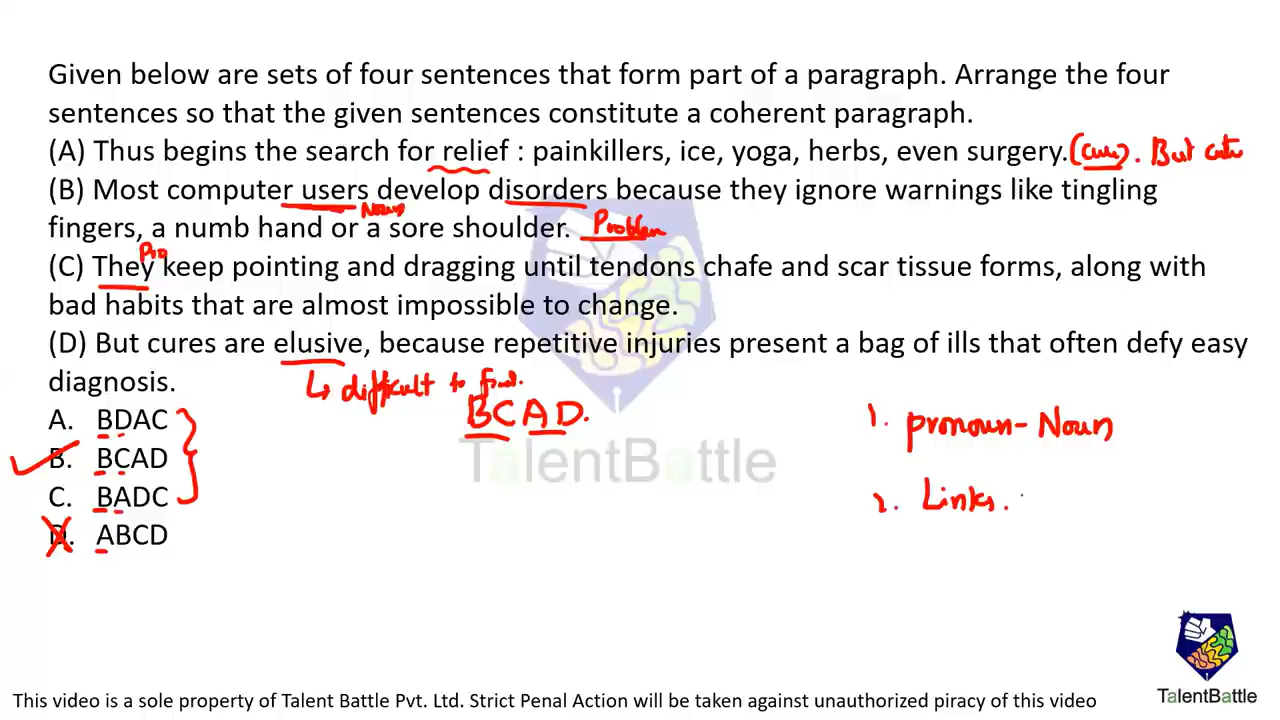 Given below are sets of four sentences that form part of a paragraph. Arrange the four
sentences so that the given sentences constitute a coherent paragraph.
(A) Thus begins the search for relief : painkillers, ice, yoga, herbs, even surgery. (cure). But
(B) Most computer users develop disorders because they ignore warnings like tingling
Noun
fingers, a numb hand or a sore shoulder. Problem
Pro
(C) They keep pointing and dragging until tendons chafe and scar tissue forms, along with
bad habits that are almost impossible to change.
(D) But cures are elusive, because repetitive injuries present a bag of ills that often defy easy
diagnosis.
↳ difficult to find.
A. BDAC
BCAD.
B. BCAD
C. BADC
D. ABCD
1. pronoun - Noun
2. Links.
TalentBattle
TalentBattle
This video is a sole property of Talent Battle Pvt. Ltd. Strict Penal Action will be taken against unauthorized piracy of this video